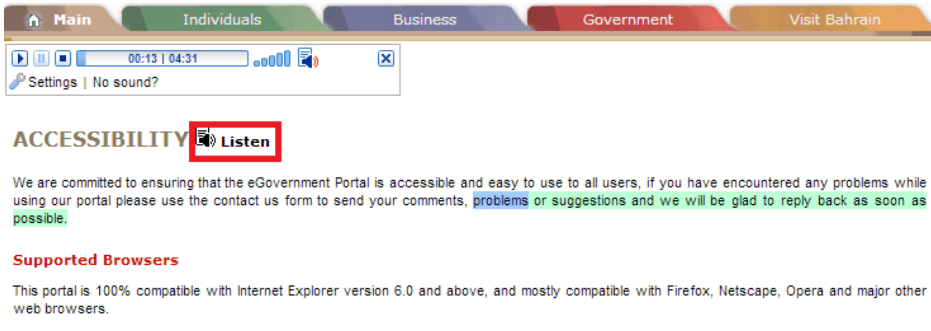 Main Individuals Business Government Visit Bahrain
00:13 | 04:31
Settings | No sound?
ACCESSIBILITY Listen
We are committed to ensuring that the eGovernment Portal is accessible and easy to use to all users, if you have encountered any problems while
using our portal please use the contact us form to send your comments, problems or suggestions and we will be glad to reply back as soon as
possible.
Supported Browsers
This portal is 100% compatible with Internet Explorer version 6.0 and above, and mostly compatible with Firefox, Netscape, Opera and major other
web browsers.